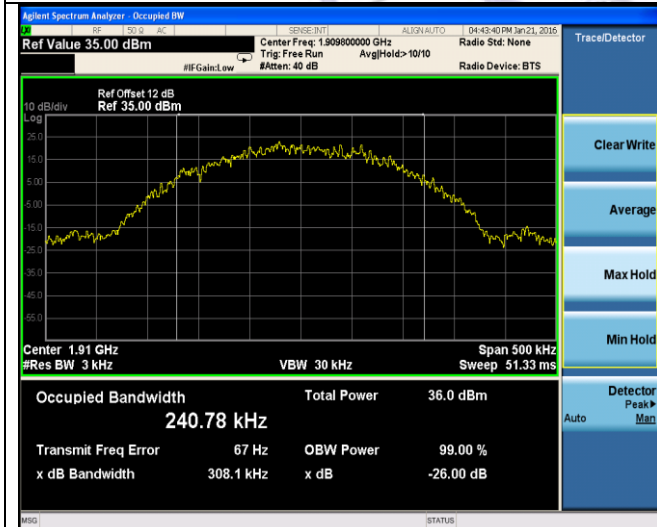 Agilent Spectrum Analyzer - Occupied BW
RF 50 Ω AC SENSE:INT ALIGN AUTO 04:43:40 PM Jan 21, 2016
Ref Value 35.00 dBm
Center Freq: 1.909800000 GHz
Radio Std: None
Trig: Free Run Avg|Hold:>10/10
#IFGain:Low
#Atten: 40 dB
Radio Device: BTS
Trace/Detector
Ref Offset 12 dB
10 dB/div Ref 35.00 dBm
Log
25.0
15.0
5.00
-5.00
-15.0
-25.0
-35.0
-45.0
-55.0
Center 1.91 GHz Span 500 kHz
#Res BW 3 kHz VBW 30 kHz Sweep 51.33 ms
Occupied Bandwidth Total Power 36.0 dBm
240.78 kHz
Transmit Freq Error 67 Hz OBW Power 99.00 %
x dB Bandwidth 308.1 kHz x dB -26.00 dB
Clear Write
Average
Max Hold
Min Hold
Detector
Peak▶
Auto Man
MSG STATUS